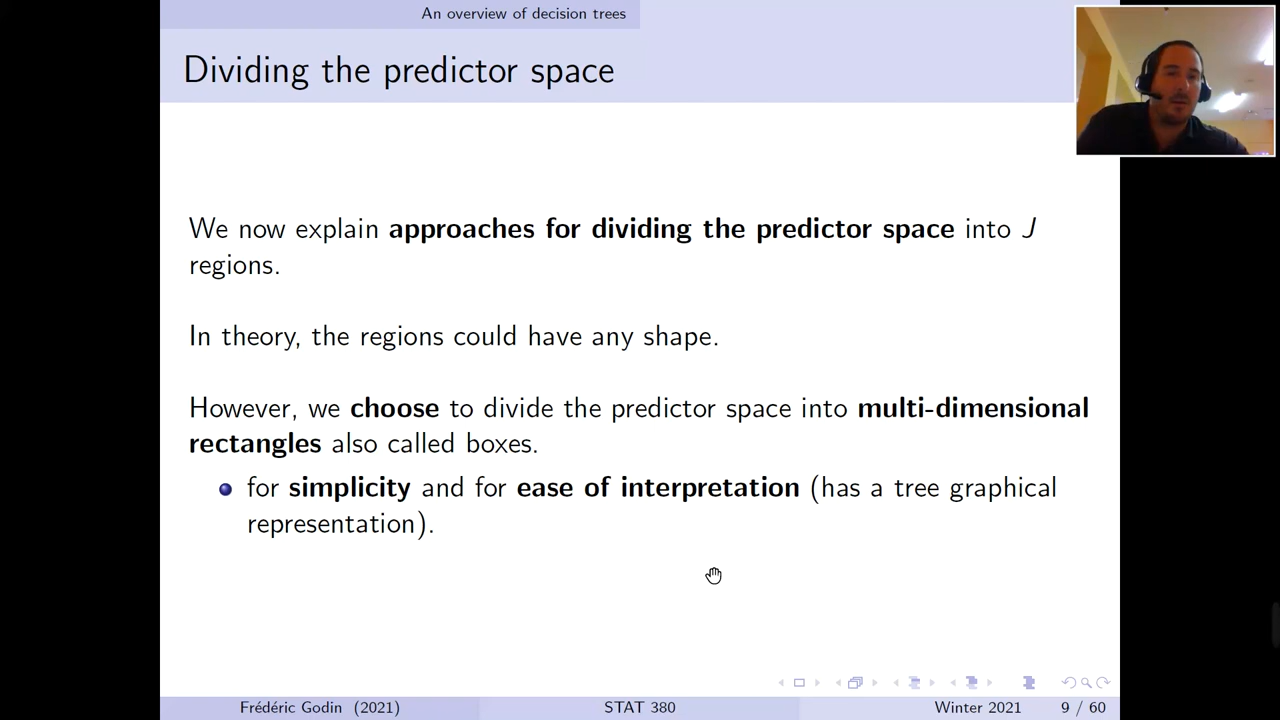 An overview of decision trees
Dividing the predictor space
We now explain approaches for dividing the predictor space into J
regions.
In theory, the regions could have any shape.
However, we choose to divide the predictor space into multi-dimensional
rectangles also called boxes.
for simplicity and for ease of interpretation (has a tree graphical
representation).
Frédéric Godin (2021) STAT 380 Winter 2021 9 / 60